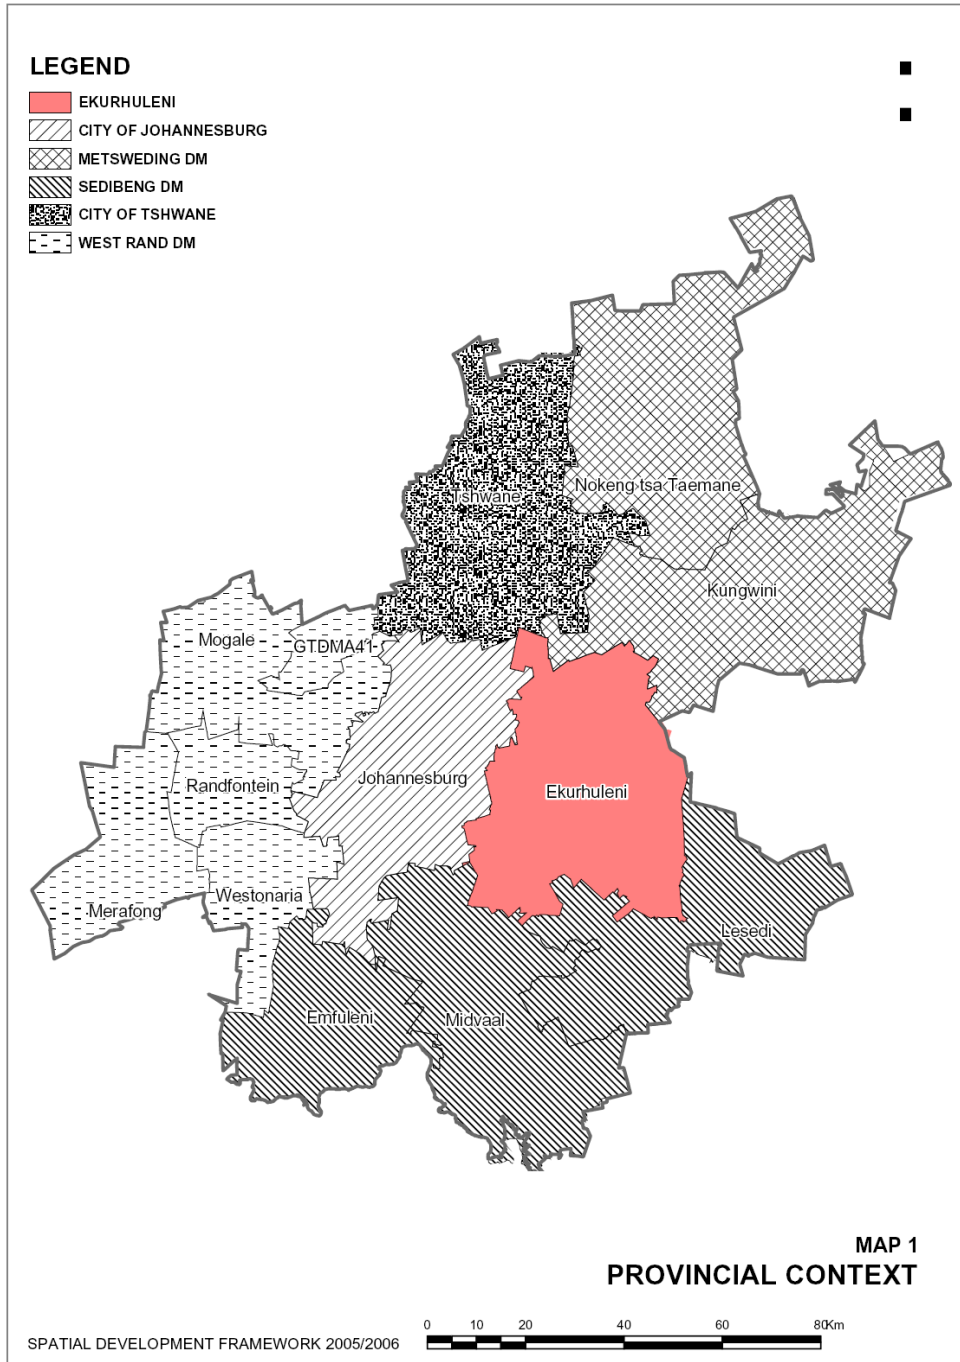 LEGEND
EKURHULENI
CITY OF JOHANNESBURG
METSWEDING DM
SEDIBENG DM
CITY OF TSHWANE
WEST RAND DM
Tshwane
Nokeng tsa Taemane
Kungwini
Mogale
GTDMA41
Johannesburg
Randfontein
Ekurhuleni
Westonaria
Merafong
Lesedi
Emfuleni
Midvaal
MAP 1
PROVINCIAL CONTEXT
SPATIAL DEVELOPMENT FRAMEWORK 2005/2006
0 10 20 40 60 80Km